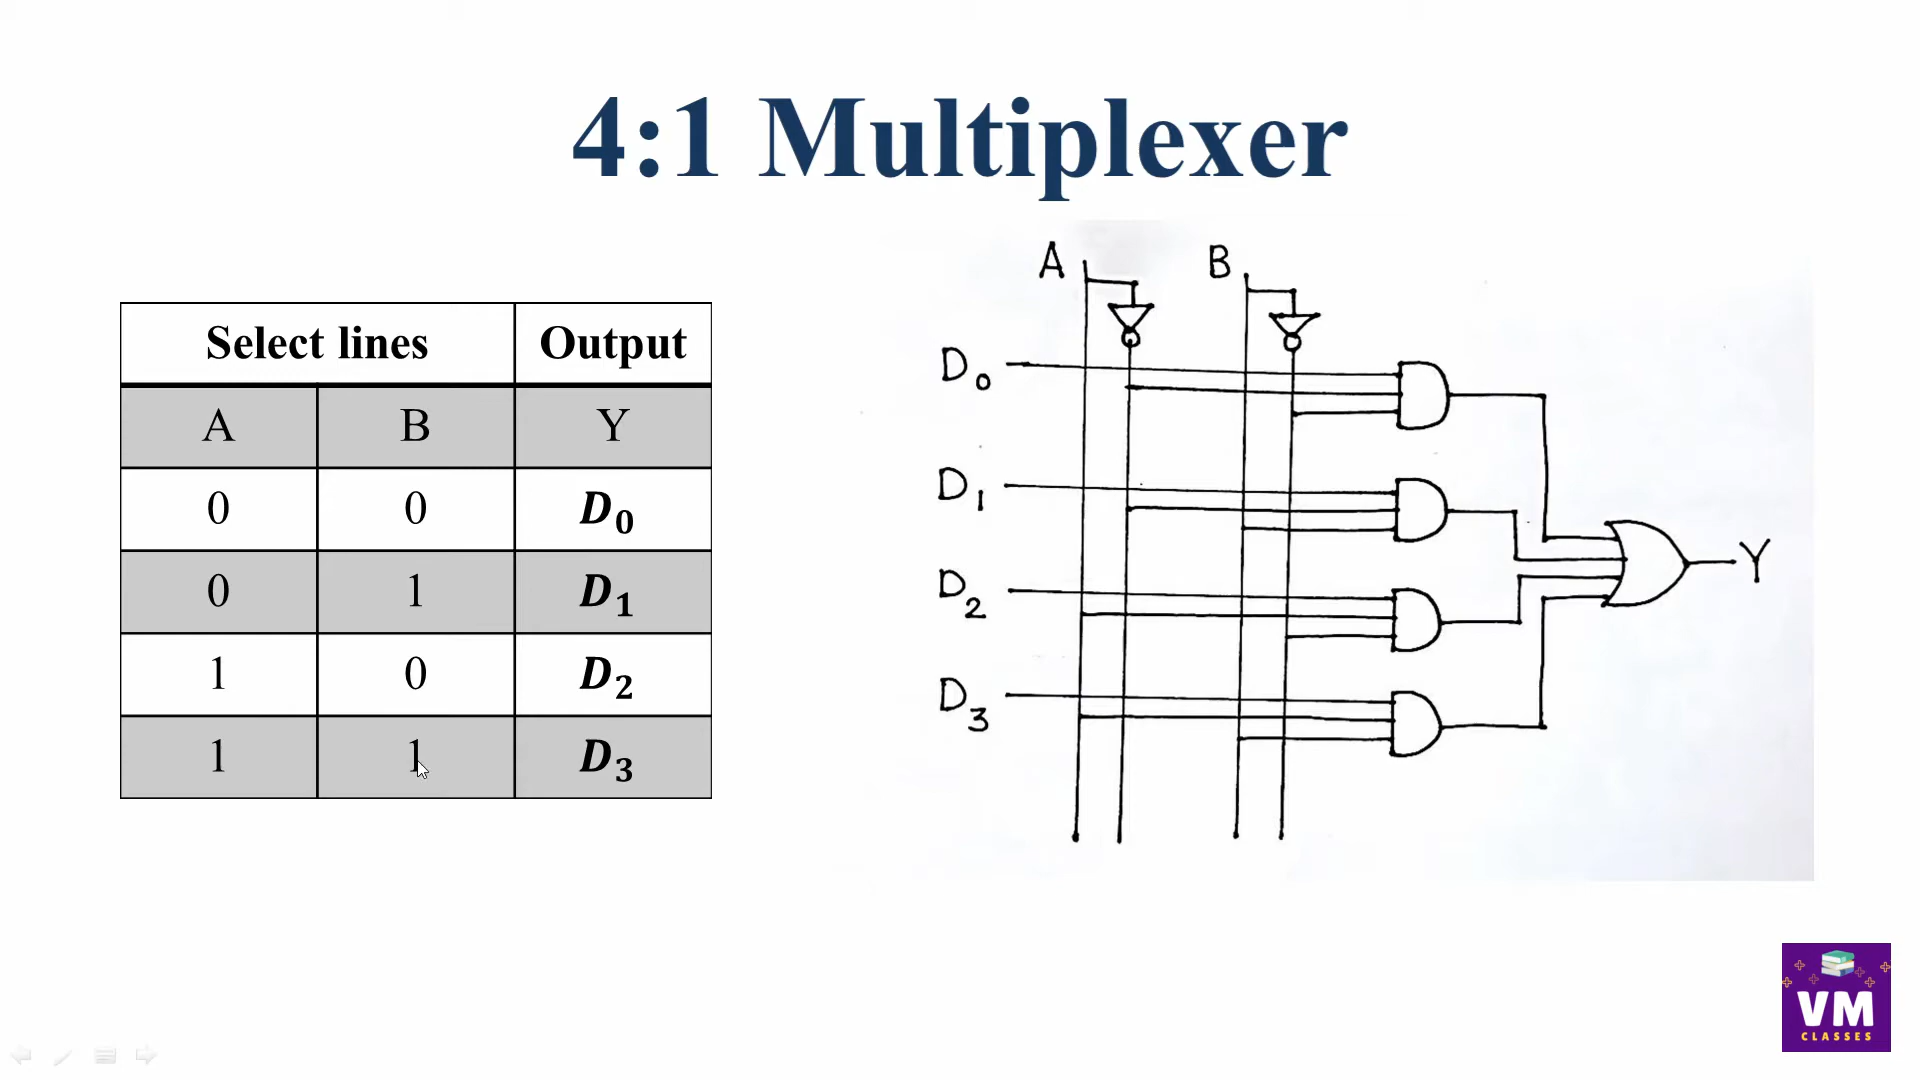 4:1 Multiplexer
Select lines Output
A B Y
0 0 D₀
0 1 D₁
1 0 D₂
1 1 D₃
A B
D₀
D₁
D₂
D₃
Y
VM
CLASSES